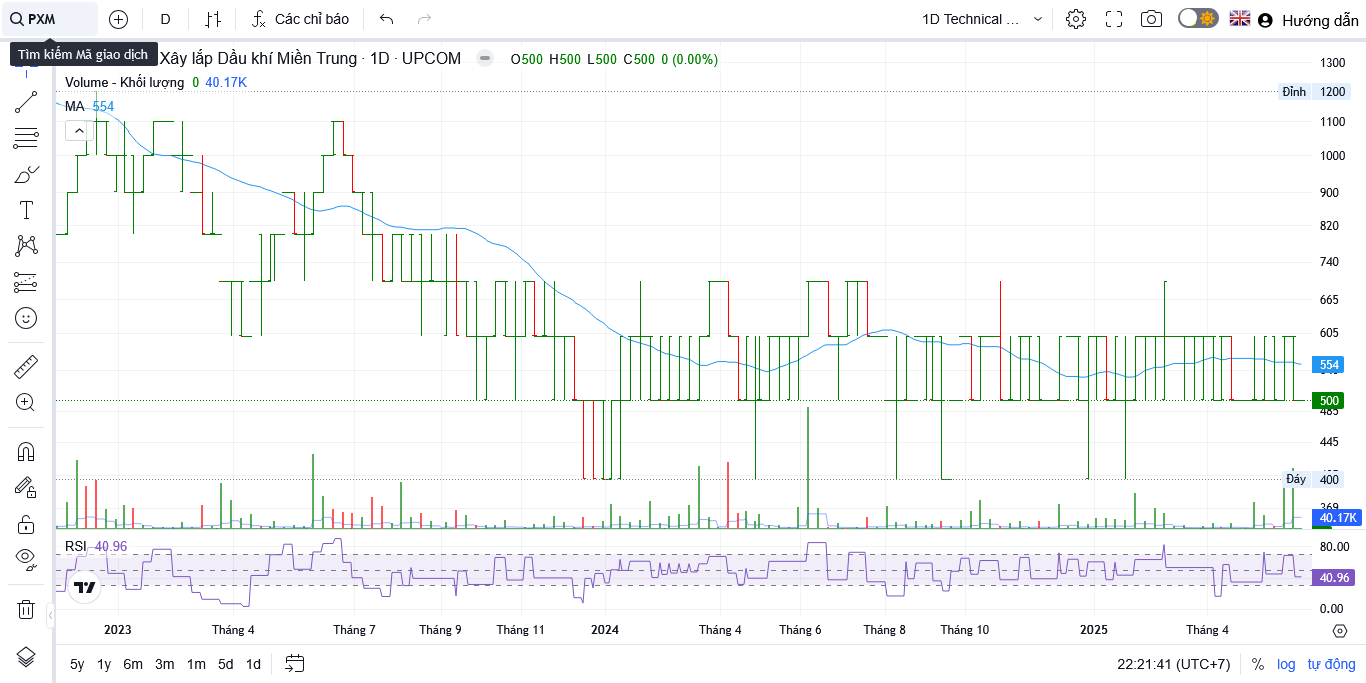 PXM
D
Các chỉ báo
1D Technical ...
Hướng dẫn
Tìm kiếm Mã giao dịch
Xây lắp Dầu khí Miền Trung · 1D · UPCOM
O500 H500 L500 C500 0 (0.00%)
Volume - Khối lượng 0 40.17K
MA 554
1300
Đỉnh 1200
1100
1000
900
820
740
665
605
554
500
485
445
Đáy 400
369
40.17K
RSI 40.96
80.00
40.96
0.00
2023 Tháng 4 Tháng 7 Tháng 9 Tháng 11 2024 Tháng 4 Tháng 6 Tháng 8 Tháng 10 2025 Tháng 4
5y 1y 6m 3m 1m 5d 1d
22:21:41 (UTC+7) % log tự động